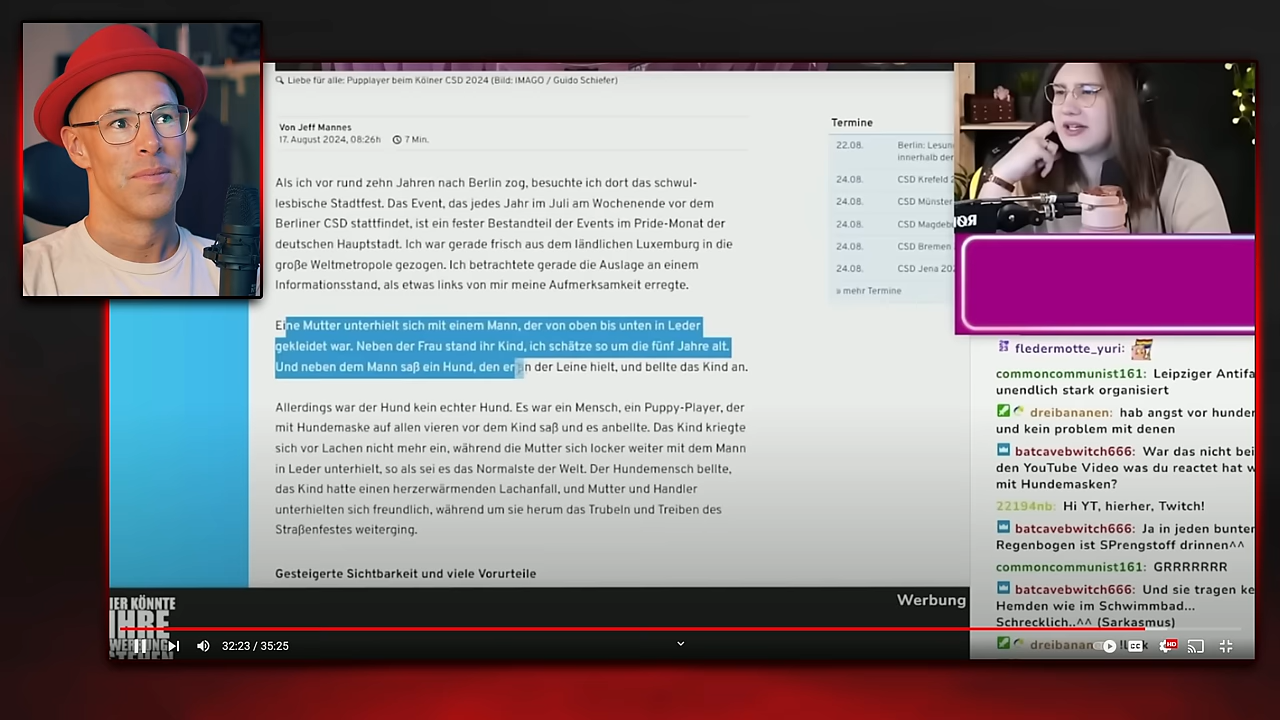 Liebe für alle: Pupplayer beim Kölner CSD 2024 (Bild: IMAGO / Guido Schiefer)
Von Jeff Mannes
17. August 2024, 08:26h 7 Min.
Als ich vor rund zehn Jahren nach Berlin zog, besuchte ich dort das schwul-
lesbische Stadtfest. Das Event, das jedes Jahr im Juli am Wochenende vor dem
Berliner CSD stattfindet, ist ein fester Bestandteil der Events im Pride-Monat der
deutschen Hauptstadt. Ich war gerade frisch aus dem ländlichen Luxemburg in die
große Weltmetropole gezogen. Ich betrachtete gerade die Auslage an einem
Informationsstand, als etwas links von mir meine Aufmerksamkeit erregte.
Eine Mutter unterhielt sich mit einem Mann, der von oben bis unten in Leder
gekleidet war. Neben der Frau stand ihr Kind, ich schätze so um die fünf Jahre alt.
Und neben dem Mann saß ein Hund, den er an der Leine hielt, und bellte das Kind an.
Allerdings war der Hund kein echter Hund. Es war ein Mensch, ein Puppy-Player, der
mit Hundemaske auf allen vieren vor dem Kind saß und es anbellte. Das Kind kriegte
sich vor Lachen nicht mehr ein, während die Mutter sich locker weiter mit dem Mann
in Leder unterhielt, so als sei es das Normalste der Welt. Der Hundemensch bellte,
das Kind hatte einen herzerwärmenden Lachanfall, und Mutter und Handler
unterhielten sich freundlich, während um sie herum das Trubeln und Treiben des
Straßenfestes weiterging.
Gesteigerte Sichtbarkeit und viele Vorurteile
Termine
22.08. Berlin: Lesun
innerhalb der
24.08. CSD Krefeld 2
24.08. CSD Münster
24.08. CSD Magdeb
24.08. CSD Bremen
24.08. CSD Jena 202
» mehr Termine
fledermotte_yuri:
commoncommunist161: Leipziger Antifa
unendlich stark organisiert
dreibananen: hab angst vor hunden
und kein problem mit denen
batcavebwitch666: War das nicht bei
den YouTube Video was du reactet hat
mit Hundemasken?
22194nb: Hi YT, hierher, Twitch!
batcavebwitch666: Ja in jeden bunten
Regenbogen ist SPrengstoff drinnen^^
commoncommunist161: GRRRRRRR
batcavebwitch666: Und sie tragen ke
Hemden wie im Schwimmbad...
Schrecklich..^^ (Sarkasmus)
dreibanan
Werbung
IER KÖNNTE
IHRE
WERBUNG
STEHEN
32:23 / 35:25
CC
HD